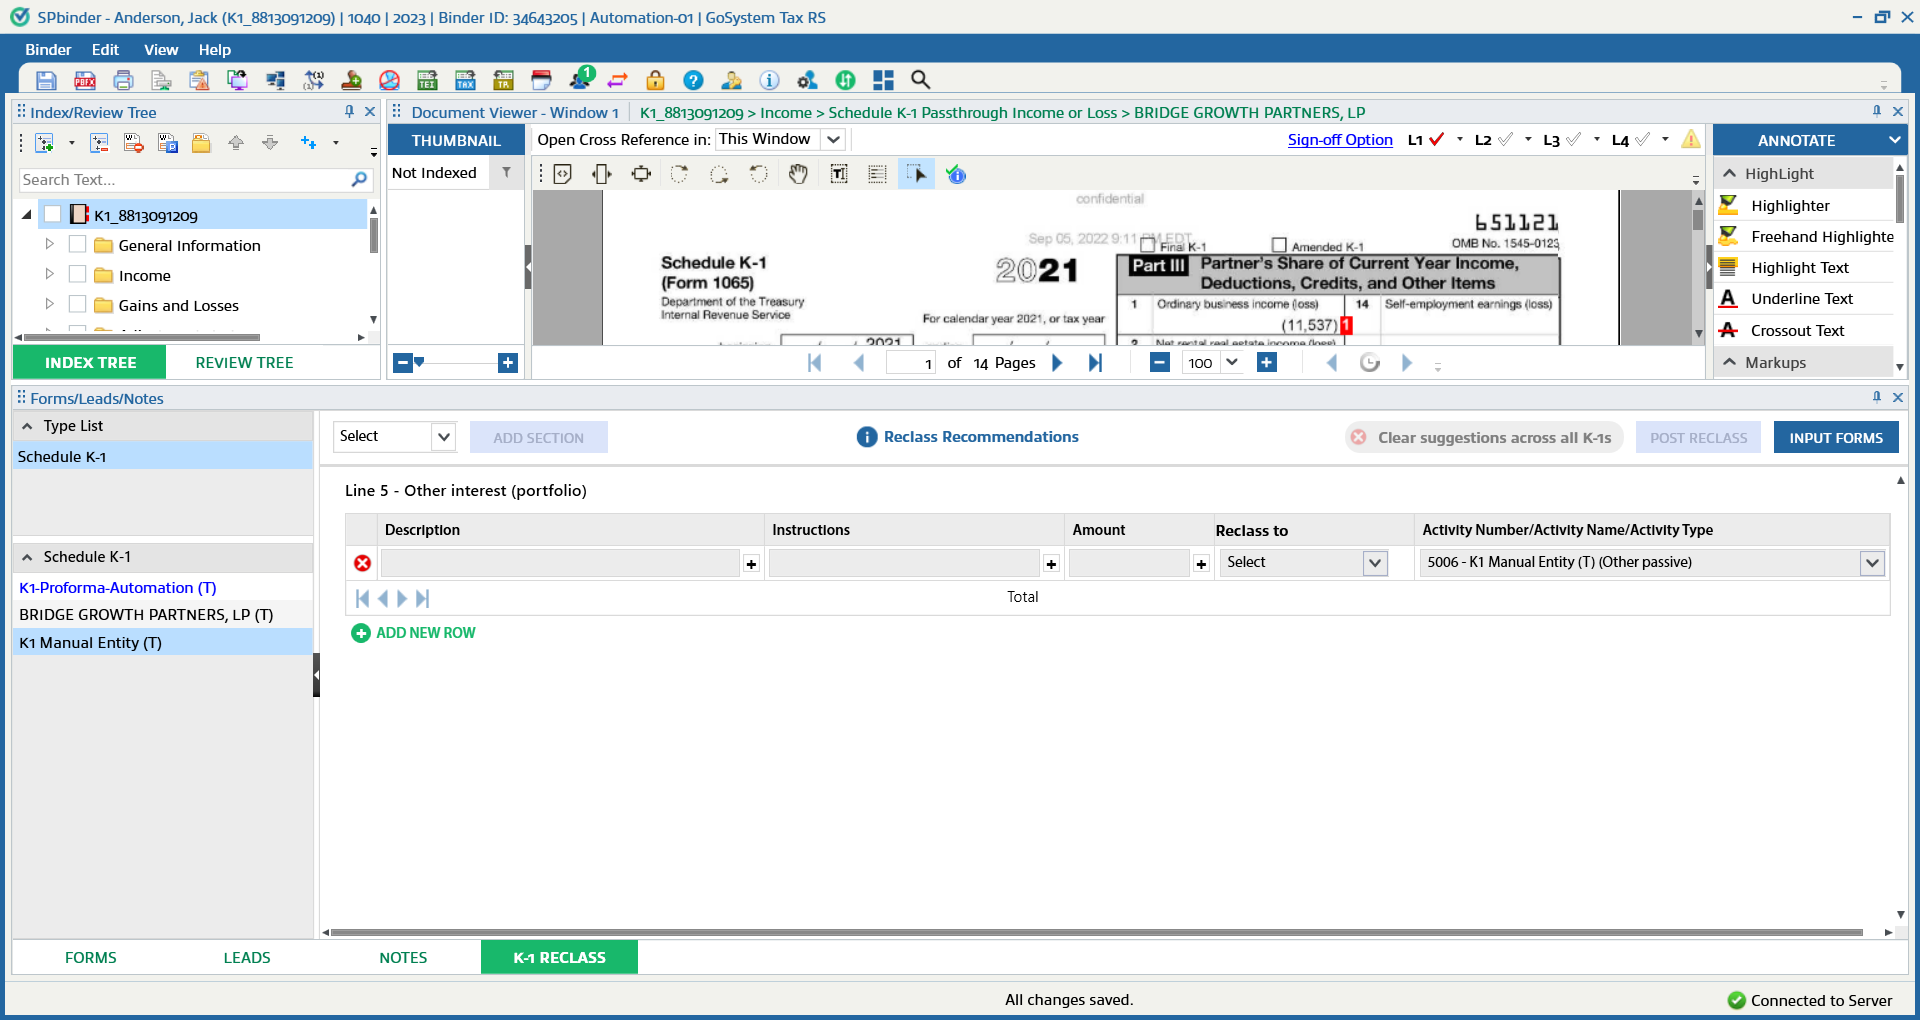 SPbinder - Anderson, Jack (K1_8813091209) | 1040 | 2023 | Binder ID: 34643205 | Automation-01 | GoSystem Tax RS
Binder Edit View Help
PBFX TEI TAX TR 1
Index/Review Tree
Search Text...
K1_8813091209
General Information
Income
Gains and Losses
INDEX TREE REVIEW TREE
Document Viewer - Window 1 K1_8813091209 > Income > Schedule K-1 Passthrough Income or Loss > BRIDGE GROWTH PARTNERS, LP
THUMBNAIL
Not Indexed
Open Cross Reference in: This Window
Sign-off Option L1 L2 L3 L4
confidential
651121
Sep 05, 2022 9:11 PM EDT
Final K-1 Amended K-1 OMB No. 1545-0123
Schedule K-1
(Form 1065)
2021
Department of the Treasury
Internal Revenue Service
For calendar year 2021, or tax year
Part III Partner's Share of Current Year Income,
Deductions, Credits, and Other Items
1 Ordinary business income (loss) 14 Self-employment earnings (loss)
(11,537) 1
2 Net rental real estate income (loss)
2021
1 of 14 Pages 100
ANNOTATE
HighLight
Highlighter
Freehand Highlighte
Highlight Text
Underline Text
Crossout Text
Markups
Forms/Leads/Notes
Type List
Schedule K-1
Schedule K-1
K1-Proforma-Automation (T)
BRIDGE GROWTH PARTNERS, LP (T)
K1 Manual Entity (T)
Select ADD SECTION Reclass Recommendations Clear suggestions across all K-1s POST RECLASS INPUT FORMS
Line 5 - Other interest (portfolio)
Description Instructions Amount Reclass to Activity Number/Activity Name/Activity Type
Select 5006 - K1 Manual Entity (T) (Other passive)
Total
ADD NEW ROW
FORMS LEADS NOTES K-1 RECLASS
All changes saved.
Connected to Server